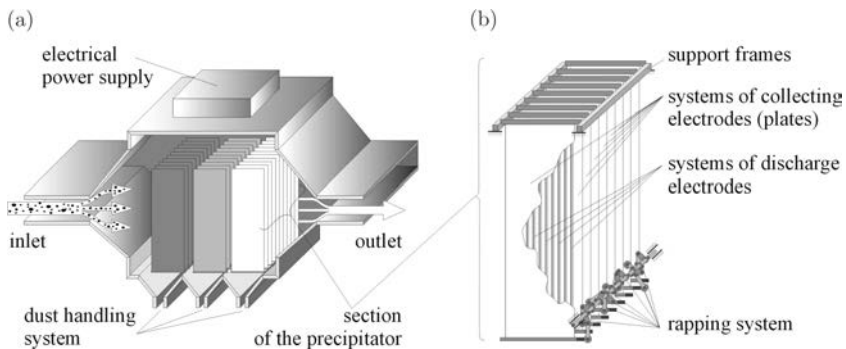 (a)
electrical
power supply
inlet
outlet
dust handling
system
section
of the precipitator
(b)
support frames
systems of collecting
electrodes (plates)
systems of discharge
electrodes
rapping system